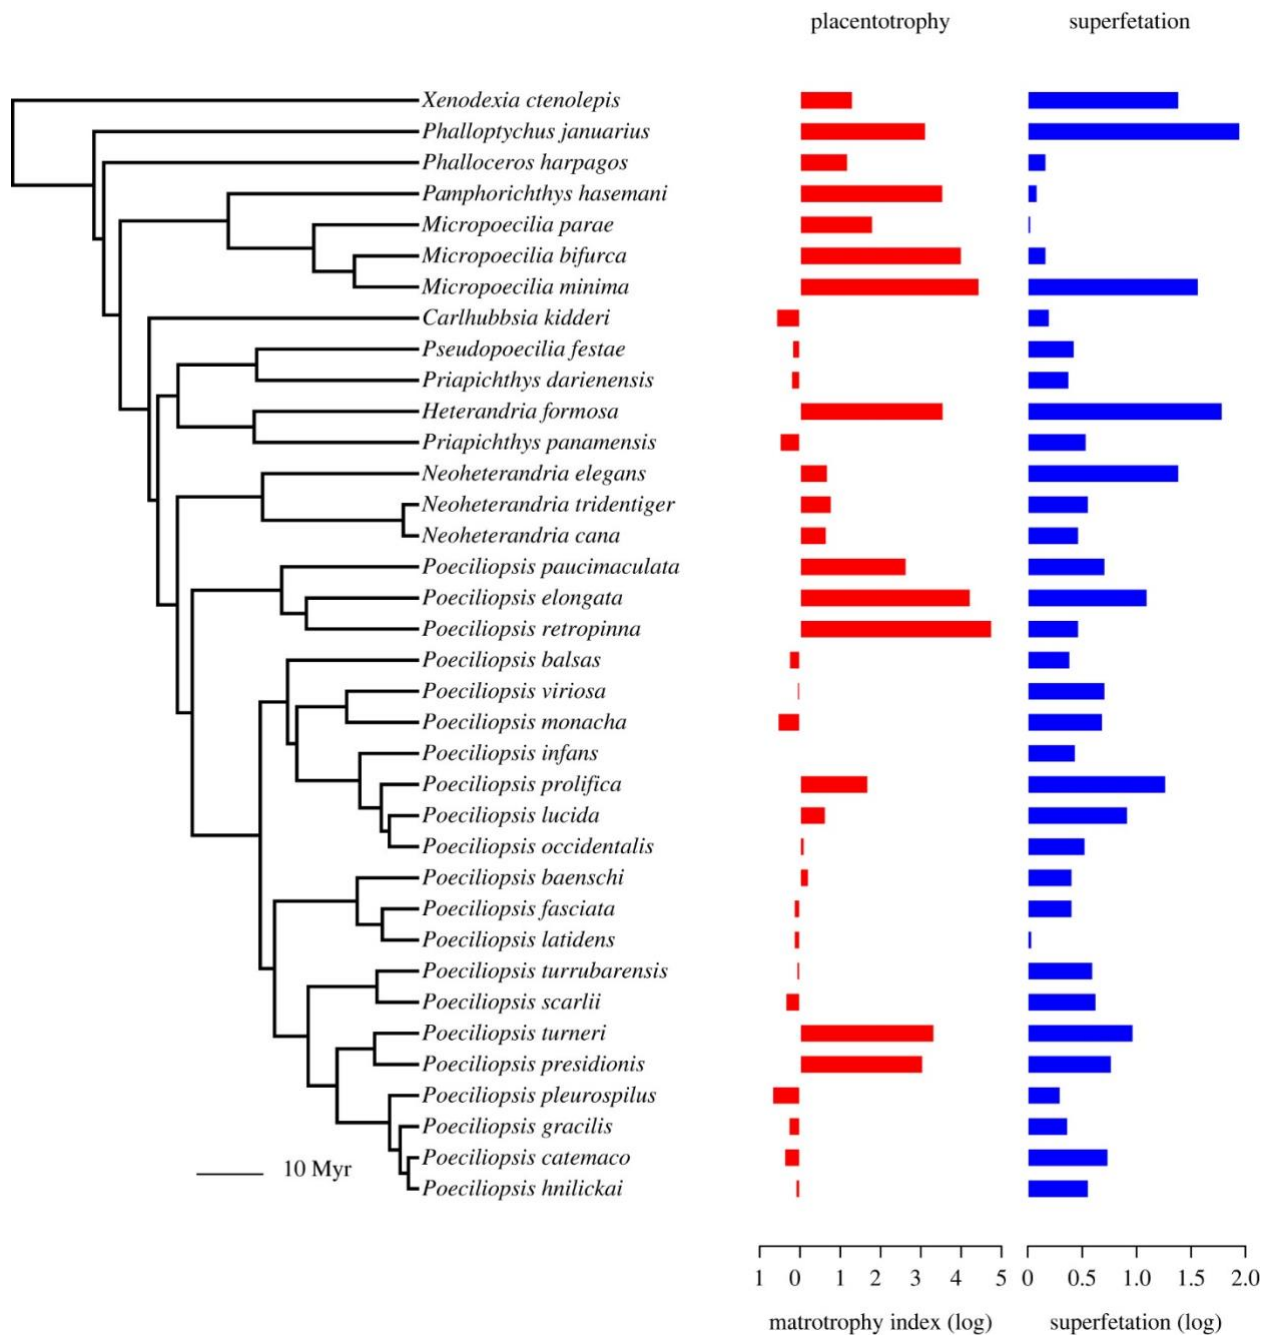 placentotrophy superfetation
Xenodexia ctenolepis
Phalloptychus januarius
Phalloceros harpagos
Pamphorichthys hasemani
Micropoecilia parae
Micropoecilia bifurca
Micropoecilia minima
Carlhubbsia kidderi
Pseudopoecilia festae
Priapichthys darienensis
Heterandria formosa
Priapichthys panamensis
Neoheterandria elegans
Neoheterandria tridentiger
Neoheterandria cana
Poeciliopsis paucimaculata
Poeciliopsis elongata
Poeciliopsis retropinna
Poeciliopsis balsas
Poeciliopsis viriosa
Poeciliopsis monacha
Poeciliopsis infans
Poeciliopsis prolifica
Poeciliopsis lucida
Poeciliopsis occidentalis
Poeciliopsis baenschi
Poeciliopsis fasciata
Poeciliopsis latidens
Poeciliopsis turrubarensis
Poeciliopsis scarlii
Poeciliopsis turneri
Poeciliopsis presidionis
Poeciliopsis pleurospilus
Poeciliopsis gracilis
Poeciliopsis catemaco
10 Myr
Poeciliopsis hnilickai
1 0 1 2 3 4 5 0 0.5 1.0 1.5 2.0
matrotrophy index (log) superfetation (log)